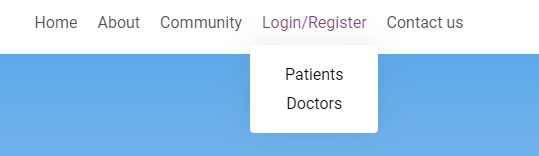 Home About Community Login/Register Contact us
Patients
Doctors